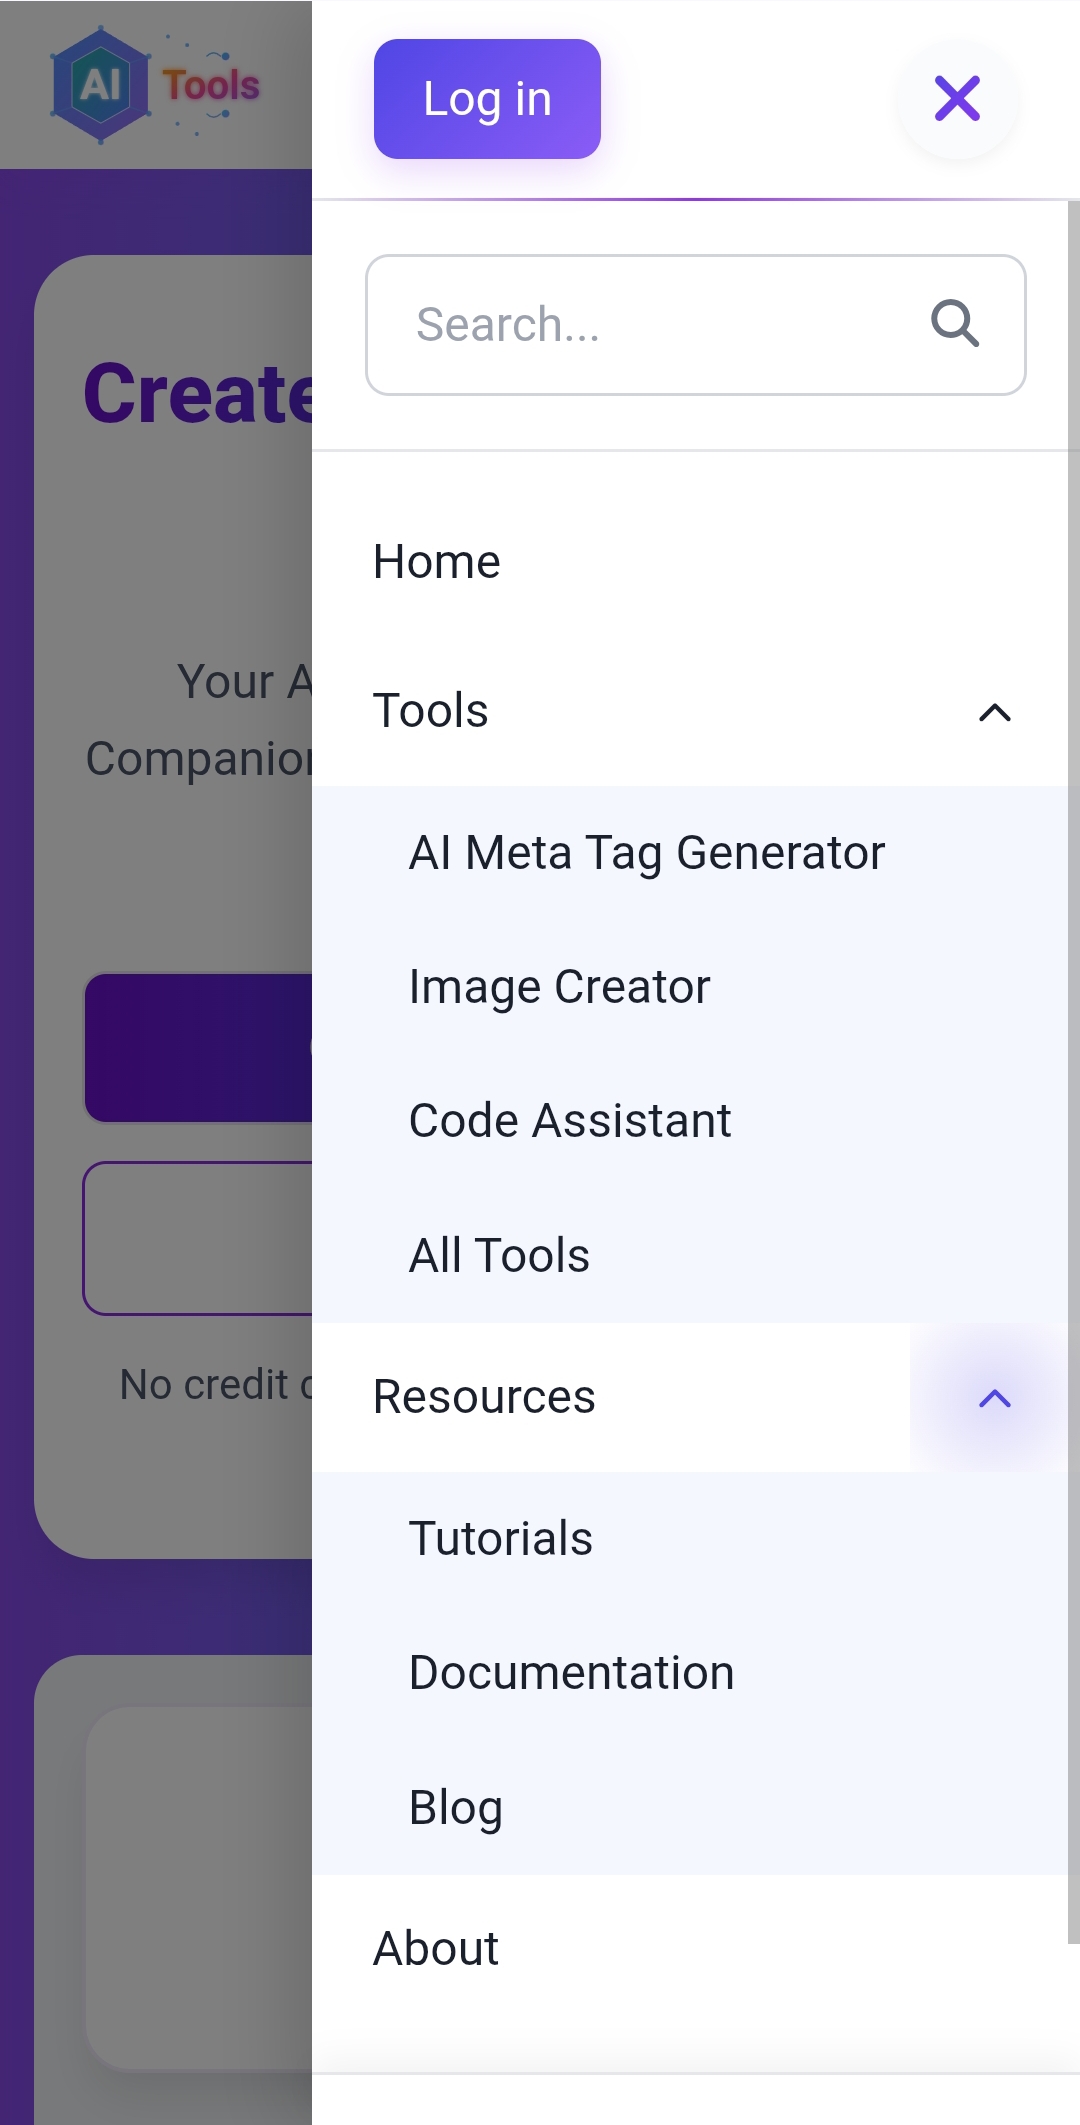 AI Tools
Log in
Search...
Create
Home
Your A
Tools
Companion
AI Meta Tag Generator
Image Creator
Code Assistant
All Tools
No credit
Resources
Tutorials
Documentation
Blog
About